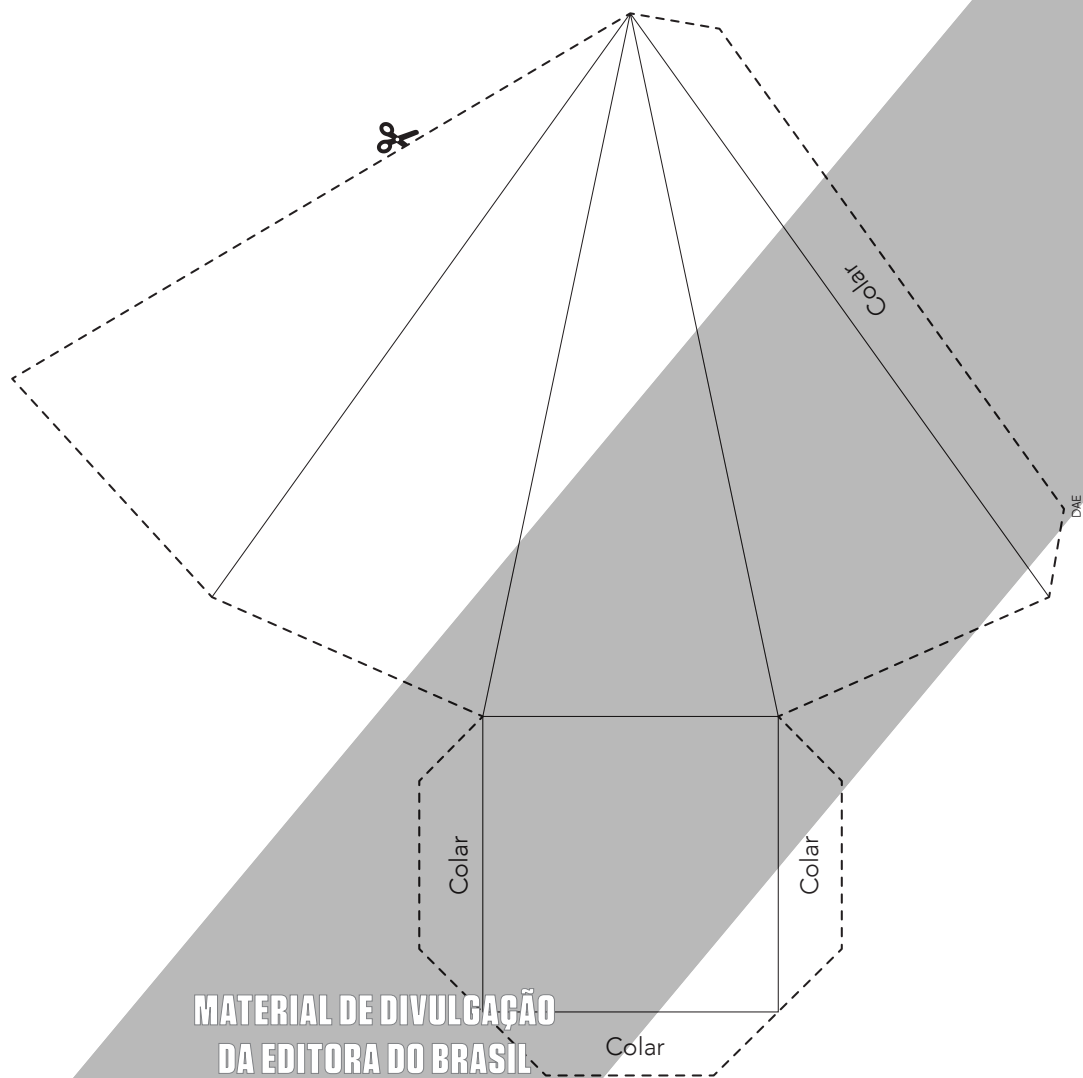 Colar
DAE
Colar
Colar
MATERIAL DE DIVULGAÇÃO
DA EDITORA DO BRASIL
Colar